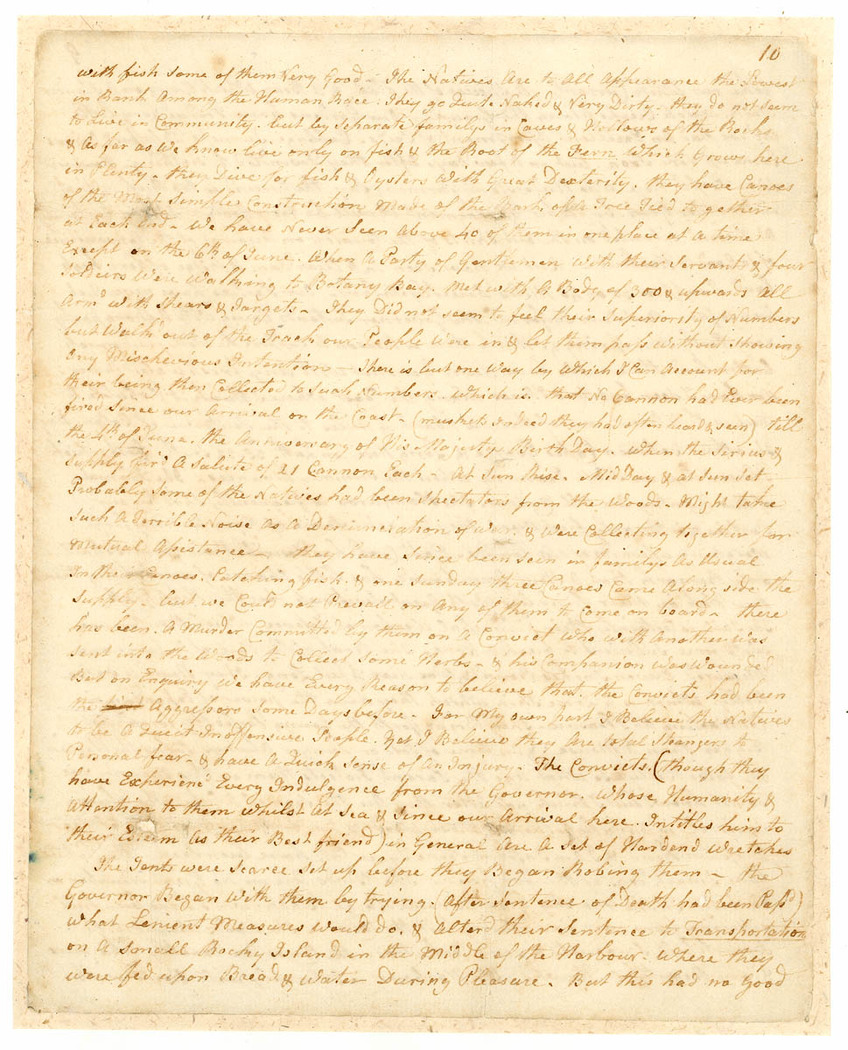 10
with fish some of them Very Good - The Natives Are to All Appearance the Lowest
in Rank Among the Human Race. They go Quite Naked & Very Dirty. they do not seem
to Live in Community. but by Separate familys in Caves & Hollows of the Rocks
& As far as We know live only on fish & the Root of the Fern Which Grows here
in Plenty - they Dive for fish & Oysters With Great Dexterity. they have Canoes
of the Most Simple Construction Made of the Bark of A Tree Tied together
at Each End - We have Never Seen Above 40 of them in one place at A time
Except on the 6th of June. When A Party of Gentlemen With their Servants & four
Soldiers Were Walking to Botany Bay. Met with A Body of 300 & upwards All
Arm'd with Spears & Targets - They Did not seem to feel their Superiority of Numbers
but Walk'd out of the Track our People Were in & let them pass without Showing
Any Mischevious Intention - There is but one Way by Which I Can Account for
their being then Collected to Such Numbers. Which is. that No Cannon had Ever been
fired Since our Arrival on the Coast - (muskets indeed they had often heard & seen) till
the 4th of June. the Anniversary of His Majestys Birth Day. When the Sirius &
Supply fir'd A Salute of 21 Cannon Each - At Sun Rise. Mid Day & at Sun Set
Probably Some of the Natives had been Spectators from the Woods - Might take
Such A Terrible Noise As A Denunciation of War. & Were Collecting together for
Mutual Assistance - they have Since been seen in familys As Usual
In their Canoes. Catching fish. & one Sunday three Canoes Came Along side the
Supply - but we Could not Prevail on Any of them to Come on board - there
has been. A Murder Committed by them on A Convict Who with Another Was
Sent into the Woods to Collect Some Herbs - & his Companion was Wounded
But on Enquiry We have Every Reason to believe that. the Convicts had been
the Aggressors Some Days before - For My own part I Believe the Natives
to be A Quiet Inoffensive People. Yet I Believe they Are total Strangers to
Personal fear - & have A Quick Sense of An Injury - The Convicts. (though they
have Experienc'd Every Indulgence from the Governor. Whose Humanity &
Attention to them Whilst At Sea & Since our Arrival here. Intitles him to
their Esteem As their Best friend) in General Are A Set of Hardend Wretches
The Tents were scarce Set up before they Began Robing them - the
Governor Began With them by trying. (After Sentence of Death had been Pass'd)
What Lenient Measures Would do. & Alterd their Sentence to Transportation
on A Small Rocky Island in the Middle of the Harbour. Where they
were fed upon Bread & Water During Pleasure. But this had no Good